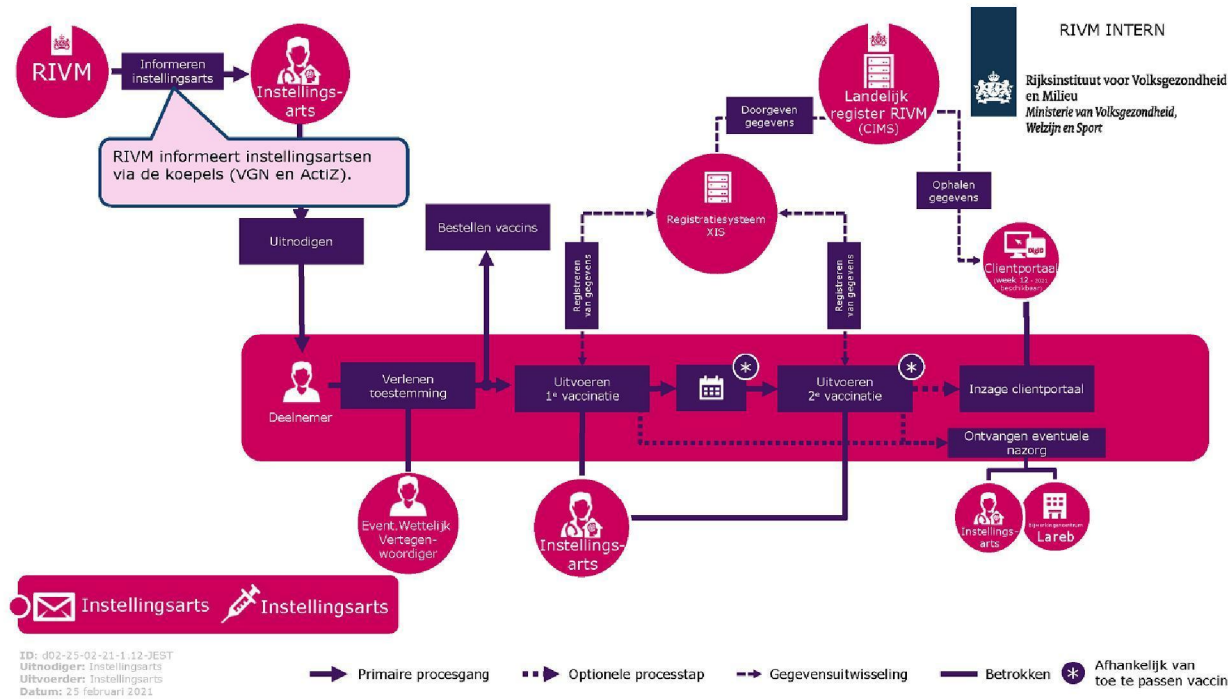 RIVM
Informeren
instellingsarts
Instellings-
arts
RIVM informeert instellingsartsen
via de koepels (VGN en ActiZ).
Doorgeven
gegevens
Landelijk
register RIVM
(CIMS)
RIVM INTERN
Rijksinstituut voor Volksgezondheid
en Milieu
Ministerie van Volksgezondheid,
Welzijn en Sport
Uitnodigen
Bestellen vaccins
Registratiesysteem
XIS
Ophalen
gegevens
DigiD
Clientportaal
(week 12 - 2021
beschikbaar)
Registreren
van gegevens
Registreren
van gegevens
Deelnemer
Verlenen
toestemming
Uitvoeren
1e vaccinatie
*
Uitvoeren
2e vaccinatie
*
Inzage clientportaal
Ontvangen eventuele
nazorg
Event.Wettelijk
Vertegen-
woordiger
Instellings-
arts
Instellings-
arts
Lareb
Instellingsarts
Instellingsarts
ID: d02-25-02-21-1.12-JEST
Uitnodiger: Instellingsarts
Uitvoerder: Instellingsarts
Datum: 25 februari 2021
Primaire procesgang
Optionele processtap
Gegevensuitwisseling
Betrokken
* Afhankelijk van
toe te passen vaccin